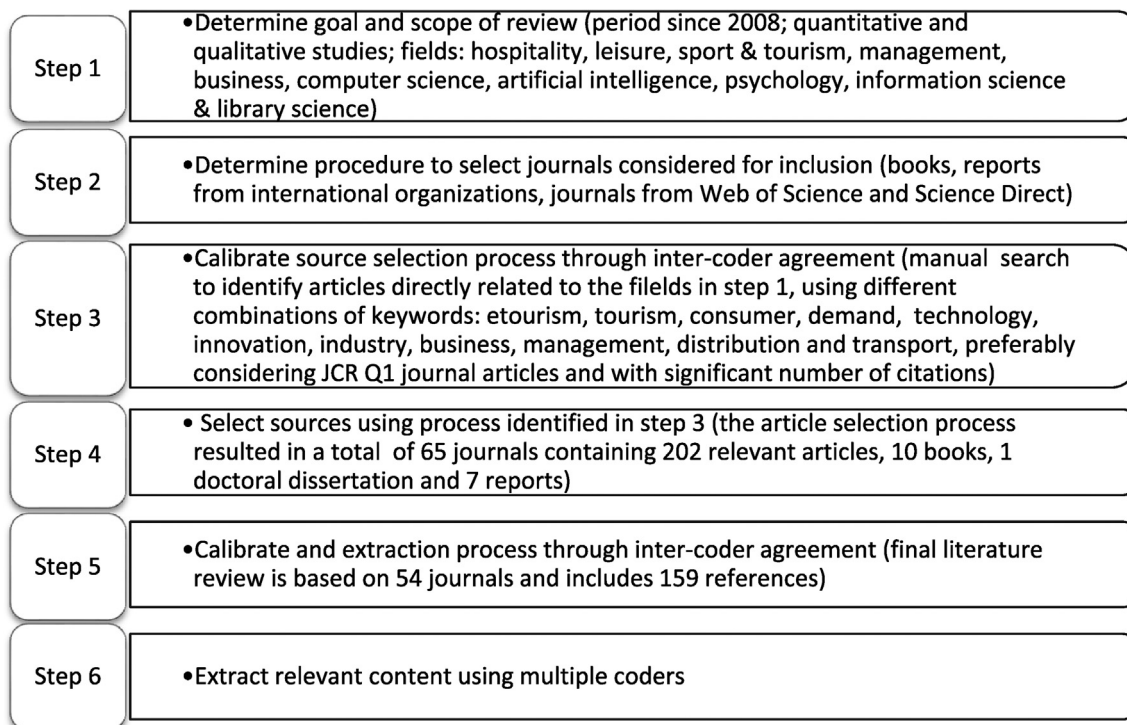 Step 1
•Determine goal and scope of review (period since 2008; quantitative and
qualitative studies; fields: hospitality, leisure, sport & tourism, management,
business, computer science, artificial intelligence, psychology, information science
& library science)
Step 2
•Determine procedure to select journals considered for inclusion (books, reports
from international organizations, journals from Web of Science and Science Direct)
Step 3
•Calibrate source selection process through inter-coder agreement (manual search
to identify articles directly related to the filelds in step 1, using different
combinations of keywords: etourism, tourism, consumer, demand, technology,
innovation, industry, business, management, distribution and transport, preferably
considering JCR Q1 journal articles and with significant number of citations)
Step 4
• Select sources using process identified in step 3 (the article selection process
resulted in a total of 65 journals containing 202 relevant articles, 10 books, 1
doctoral dissertation and 7 reports)
Step 5
•Calibrate and extraction process through inter-coder agreement (final literature
review is based on 54 journals and includes 159 references)
Step 6
•Extract relevant content using multiple coders